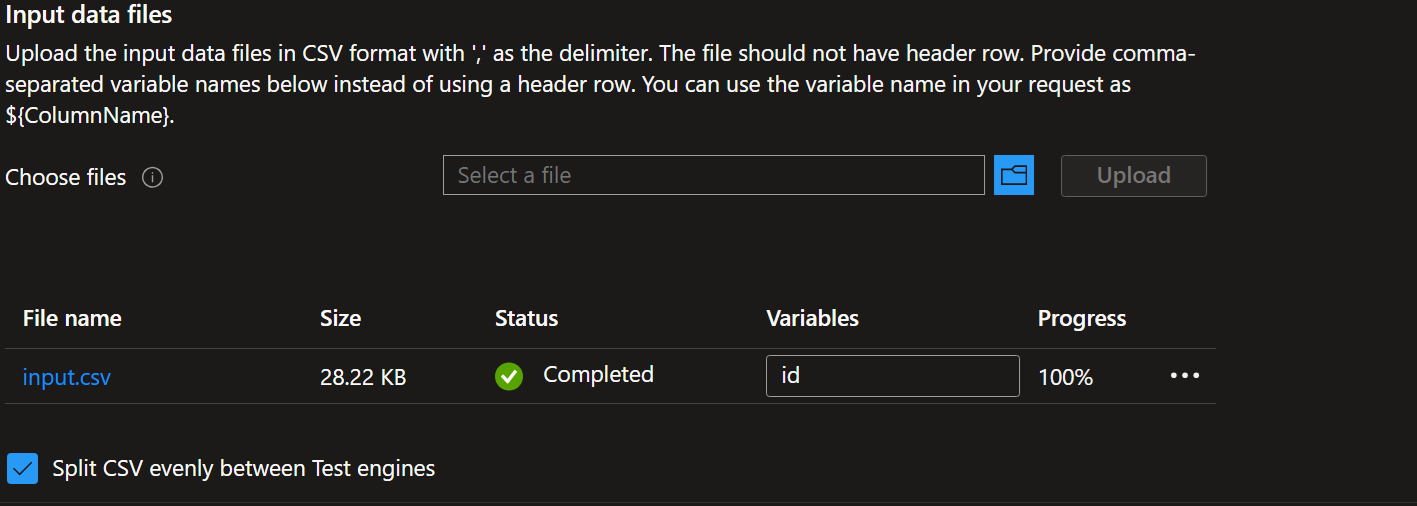 Input data files
Upload the input data files in CSV format with ',' as the delimiter. The file should not have header row. Provide comma-
separated variable names below instead of using a header row. You can use the variable name in your request as
${ColumnName}.
Choose files
Select a file
Upload
File name Size Status Variables Progress
input.csv 28.22 KB Completed id 100%
Split CSV evenly between Test engines